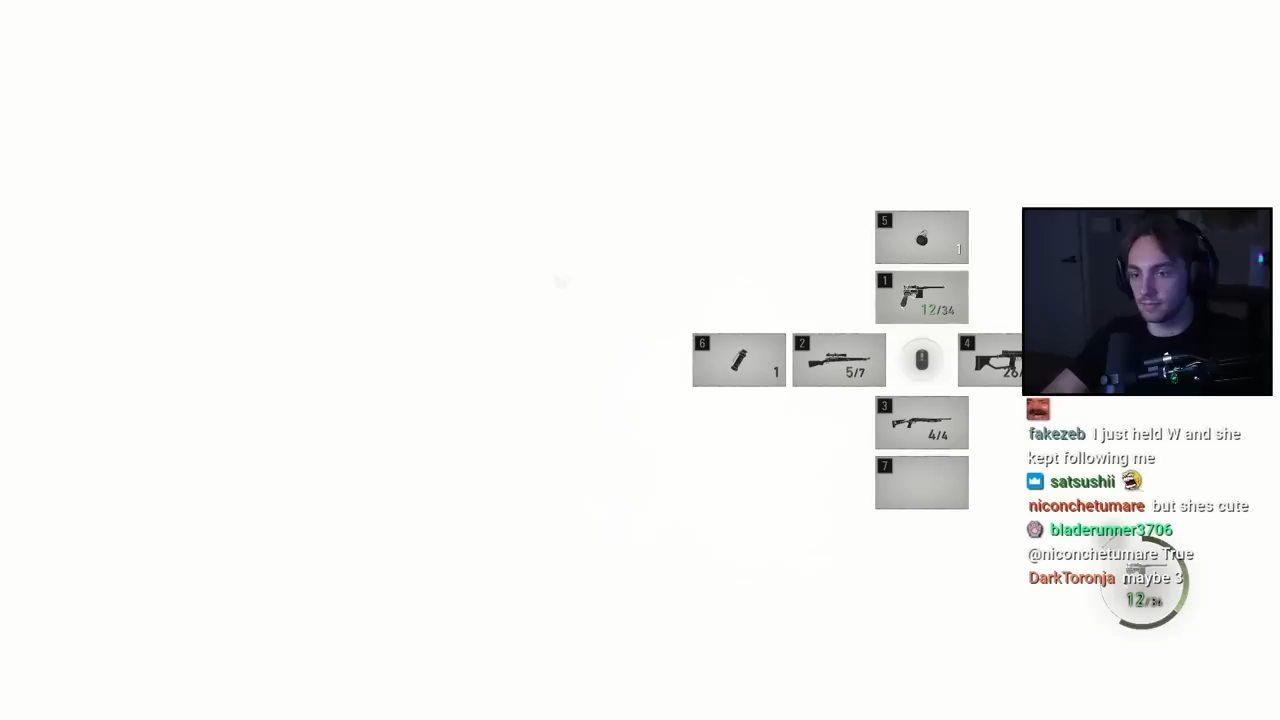 5
1
1
12/34
6
1
2
5/7
4
26/
3
4/4
7
fakezeb I just held W and she
kept following me
satsushii
niconchetumare but shes cute
bladerunner3706
@niconchetumare True
DarkToronja maybe 3
12/34